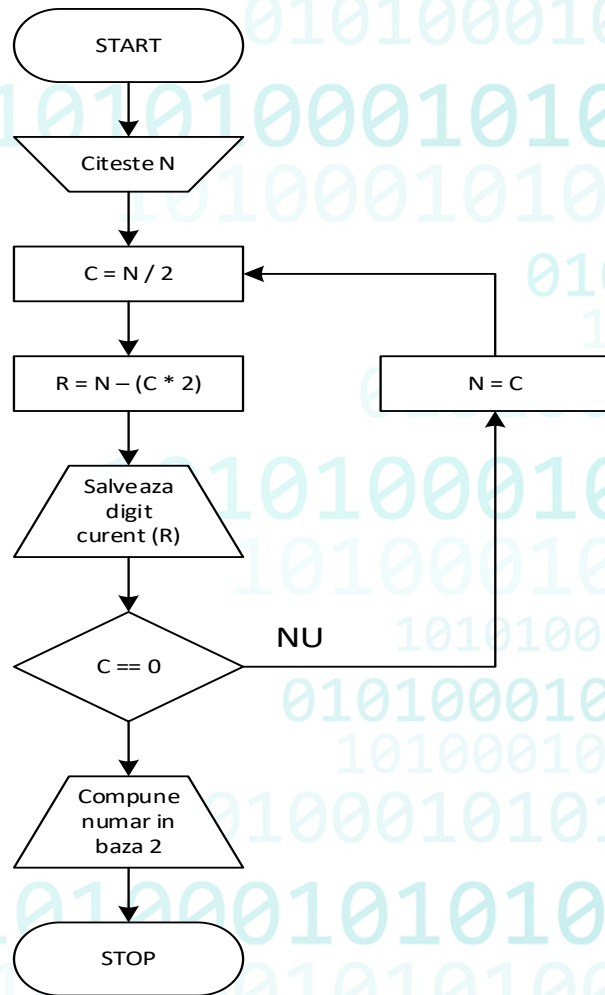 START
Citeste N
C = N / 2
R = N – (C * 2)
N = C
Salveaza
digit
curent (R)
C == 0
NU
Compune
numar in
baza 2
STOP